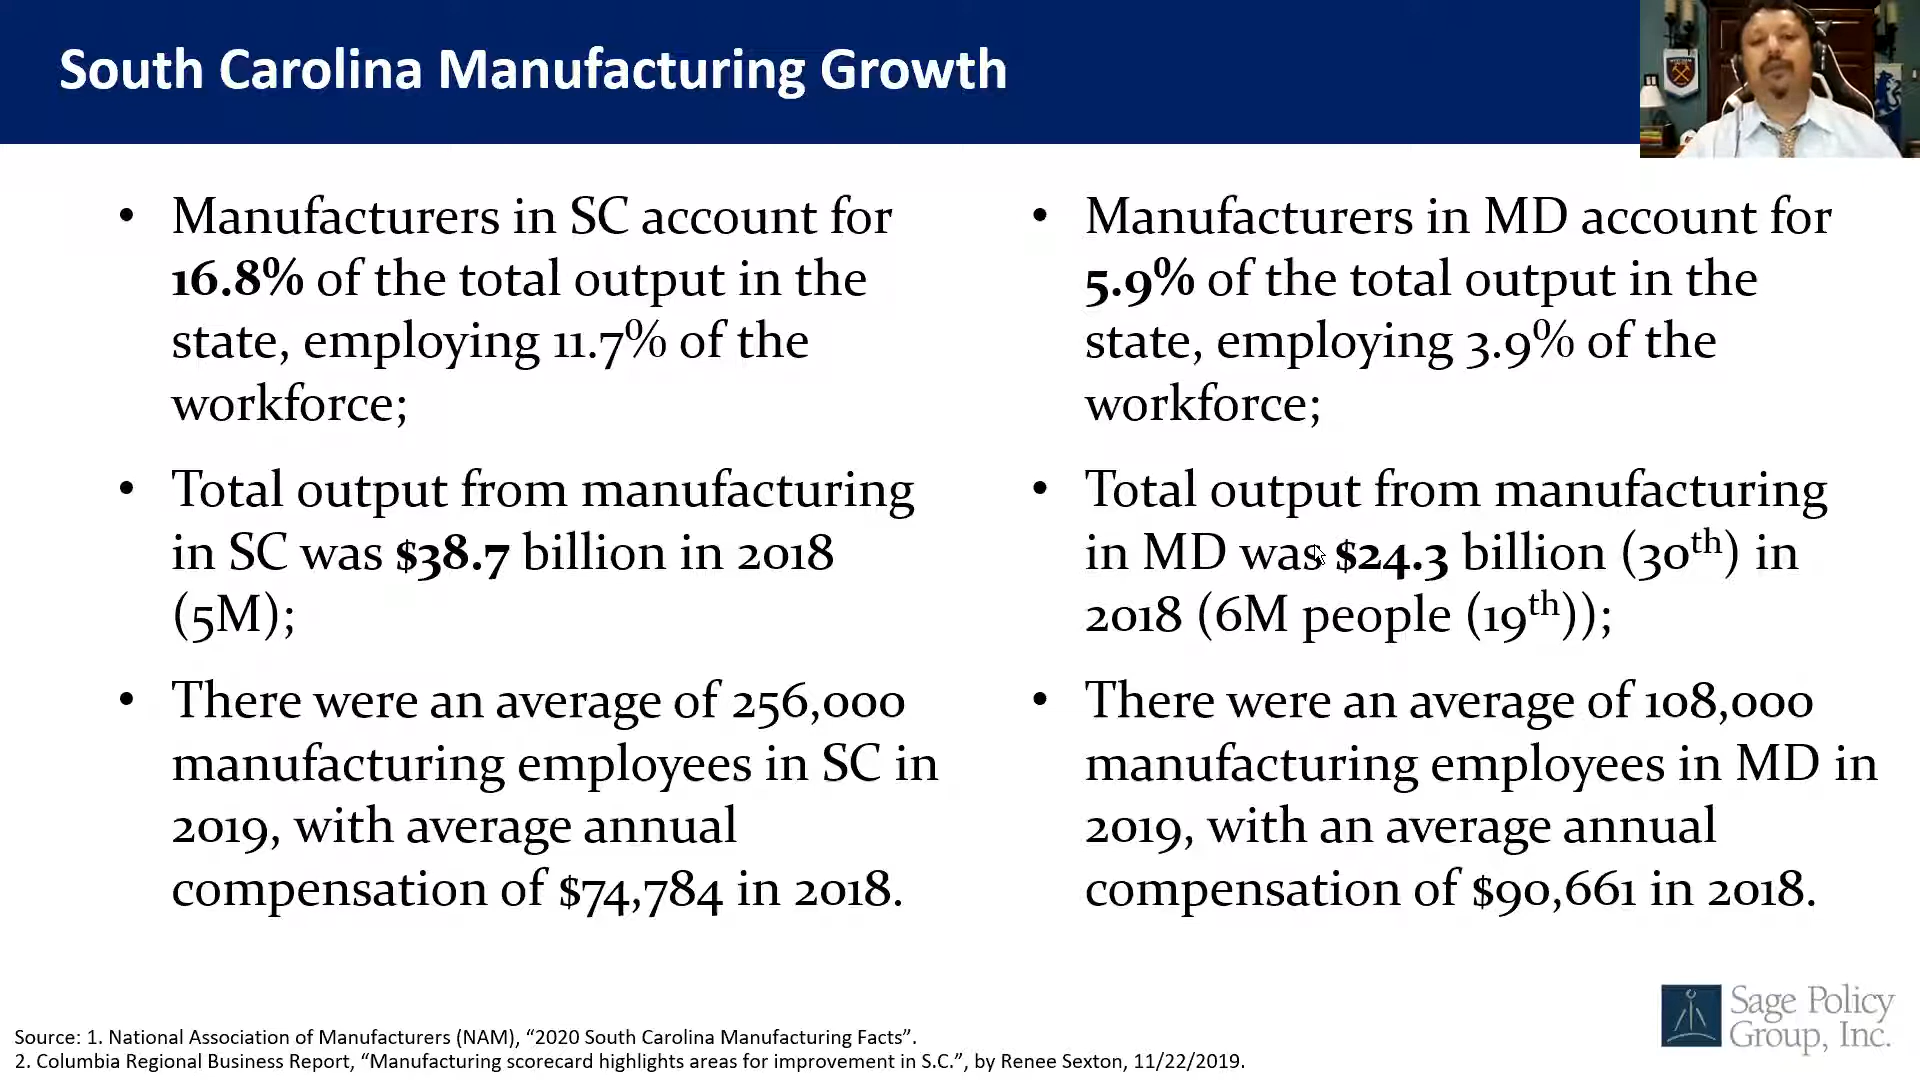 South Carolina Manufacturing Growth
• Manufacturers in SC account for
16.8% of the total output in the
state, employing 11.7% of the
workforce;
• Total output from manufacturing
in SC was $38.7 billion in 2018
(5M);
• There were an average of 256,000
manufacturing employees in SC in
2019, with average annual
compensation of $74,784 in 2018.
• Manufacturers in MD account for
5.9% of the total output in the
state, employing 3.9% of the
workforce;
• Total output from manufacturing
in MD was $24.3 billion (30th) in
2018 (6M people (19th));
• There were an average of 108,000
manufacturing employees in MD in
2019, with an average annual
compensation of $90,661 in 2018.
Sage Policy
Group, Inc.
Source: 1. National Association of Manufacturers (NAM), “2020 South Carolina Manufacturing Facts”.
2. Columbia Regional Business Report, “Manufacturing scorecard highlights areas for improvement in S.C.”, by Renee Sexton, 11/22/2019.